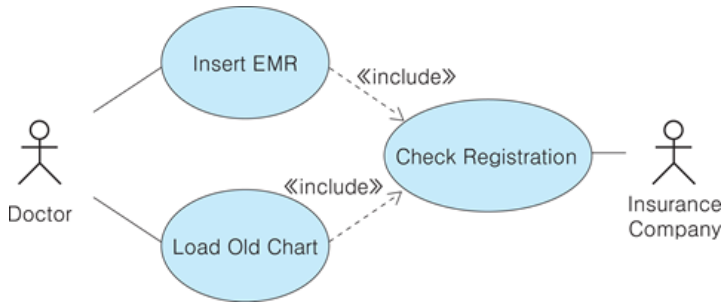 Insert EMR
«include»
Check Registration
Doctor
«include»
Load Old Chart
Insurance
Company